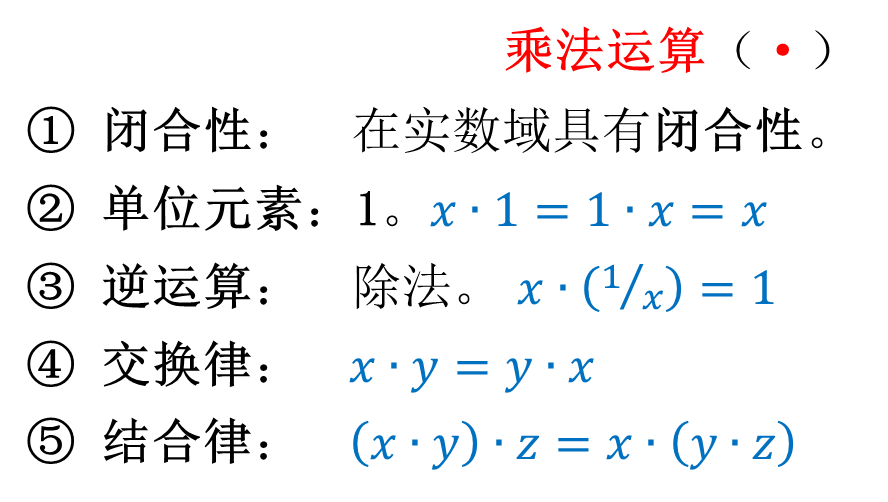 乘法运算（·）
① 闭合性： 在实数域具有闭合性。
② 单位元素：1。x · 1 = 1 · x = x
③ 逆运算： 除法。 x · (1/x) = 1
④ 交换律： x · y = y · x
⑤ 结合律： (x · y) · z = x · (y · z)